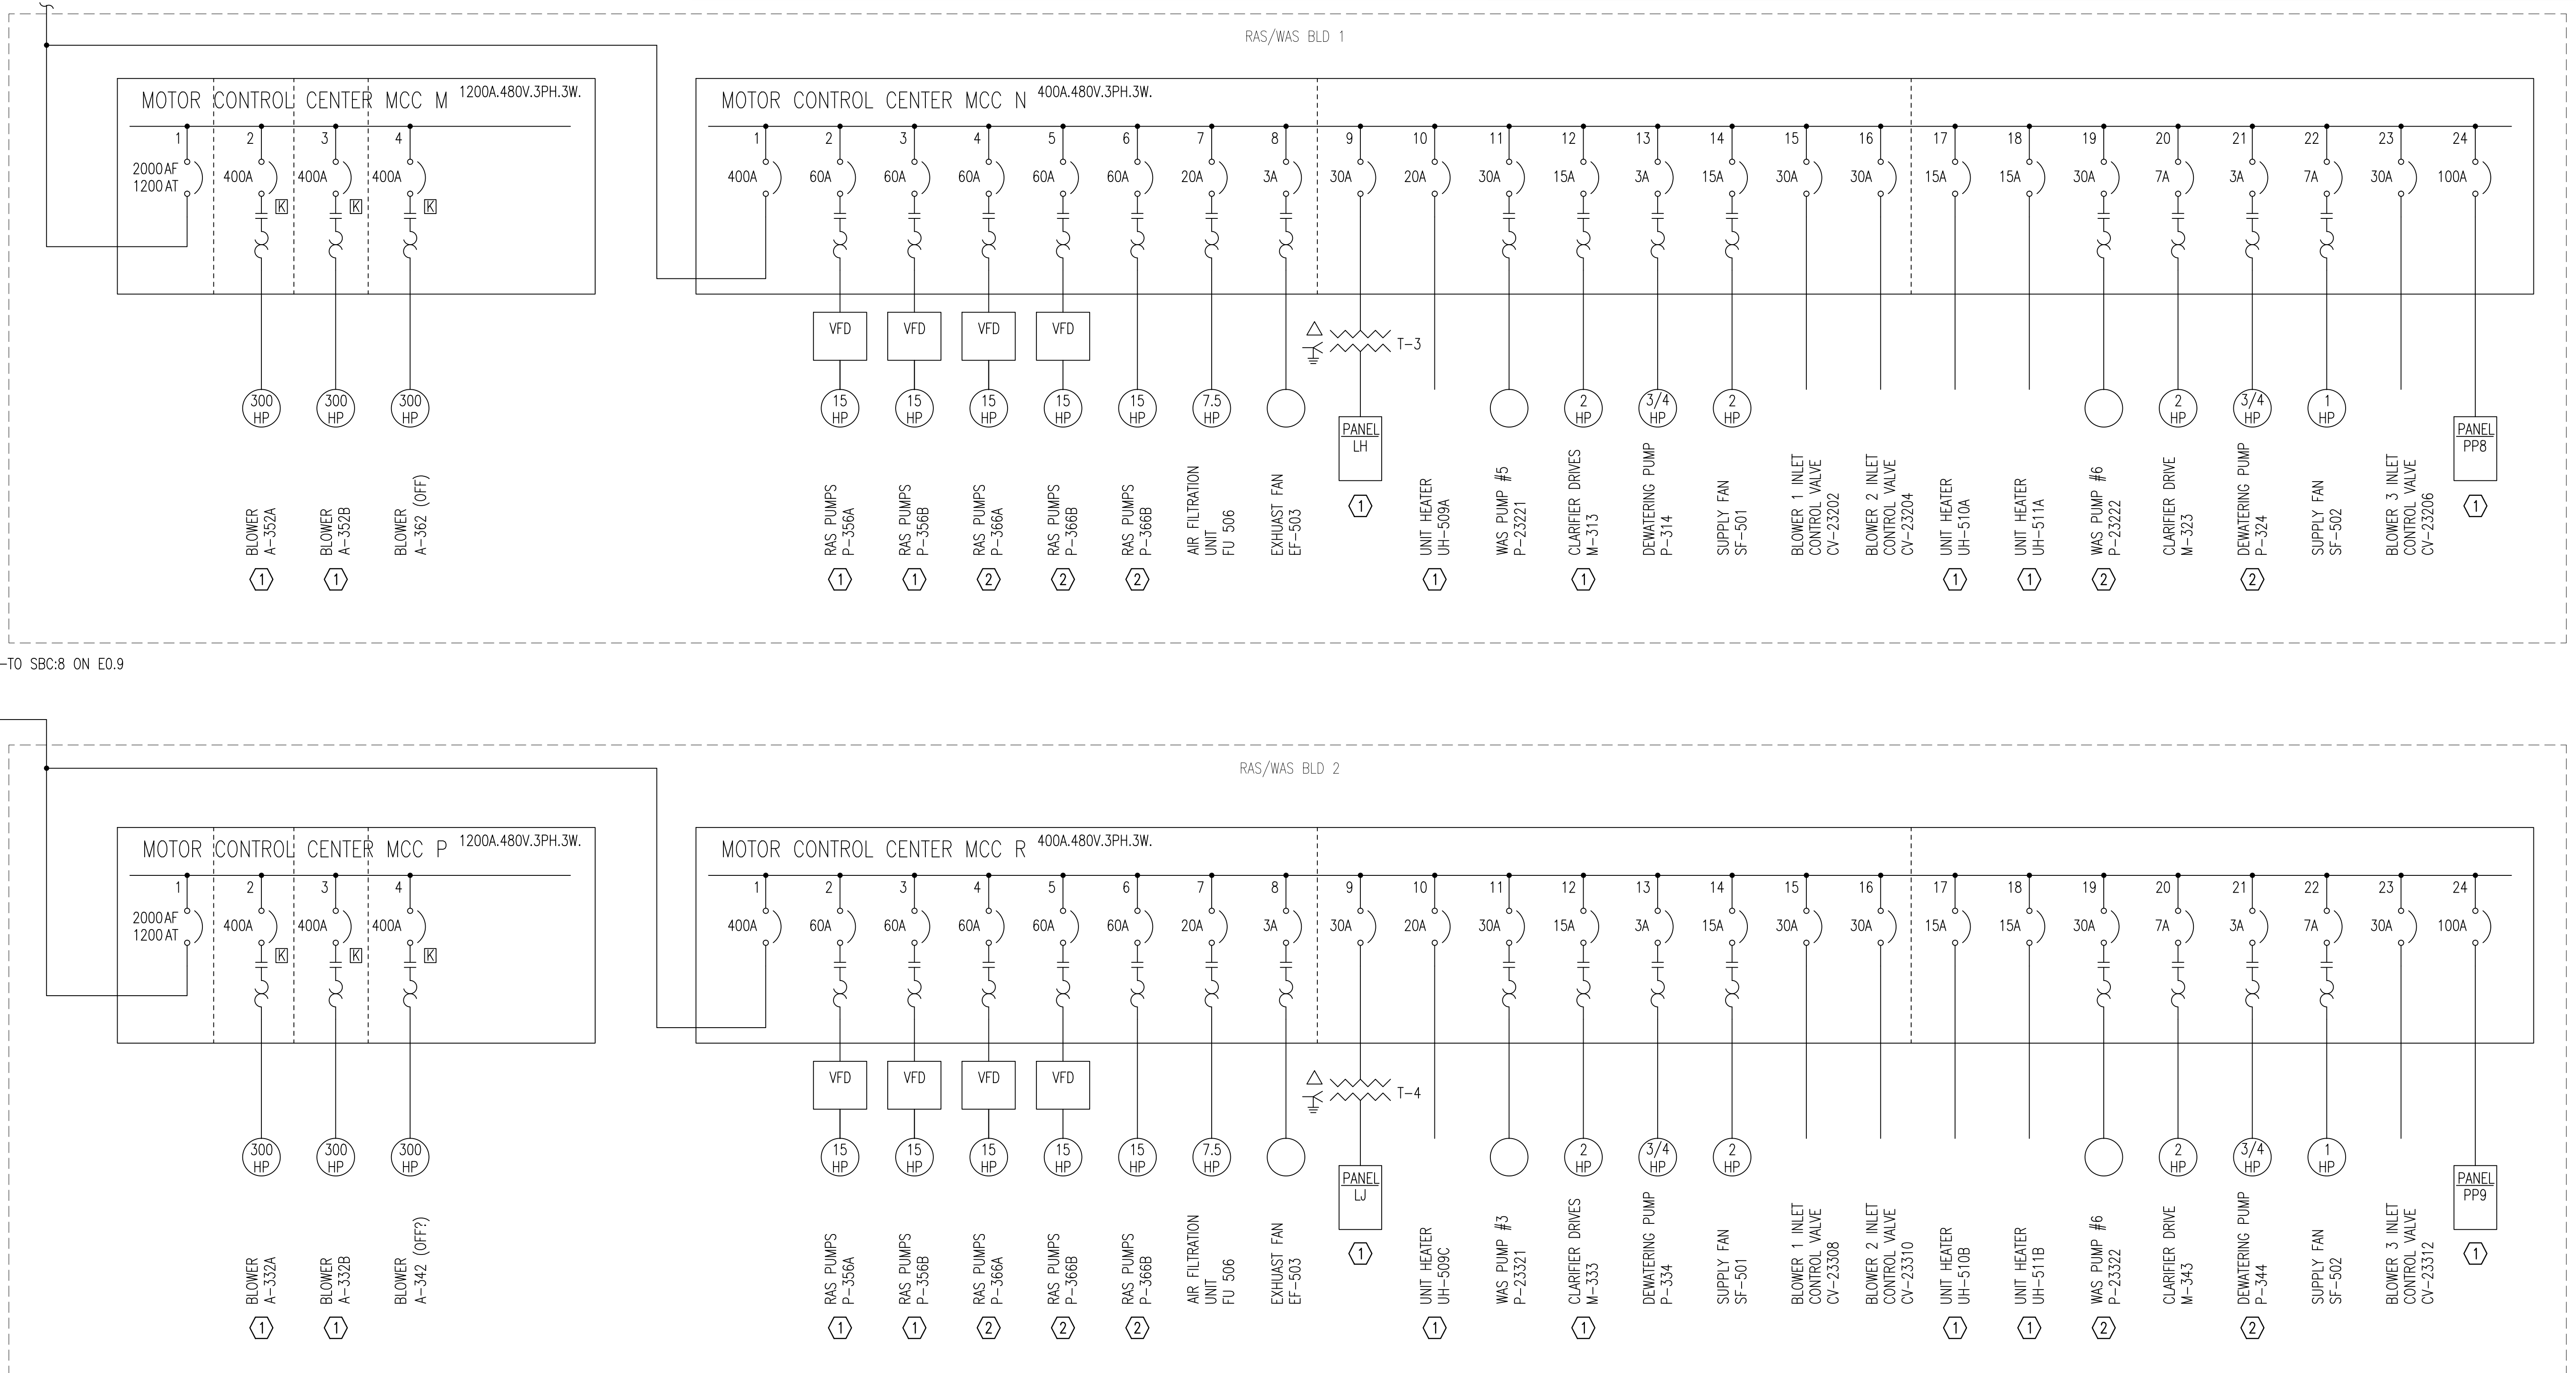 RAS/WAS BLD 1
MOTOR CONTROL CENTER MCC M 1200A.480V.3PH.3W.
1
2
3
4
2000AF
1200AT
400A
400A
400A
K
K
K
300
HP
300
HP
300
HP
BLOWER
A-352A
BLOWER
A-352B
BLOWER
A-362 (OFF)
1
1
MOTOR CONTROL CENTER MCC N 400A.480V.3PH.3W.
1
2
3
4
5
6
7
8
9
10
11
12
13
14
15
16
17
18
19
20
21
22
23
24
400A
60A
60A
60A
60A
60A
20A
3A
30A
20A
30A
15A
3A
15A
30A
30A
15A
15A
30A
7A
3A
7A
30A
100A
VFD
VFD
VFD
VFD
T-3
15
HP
15
HP
15
HP
15
HP
15
HP
7.5
HP
PANEL
LH
2
HP
3/4
HP
2
HP
2
HP
3/4
HP
1
HP
PANEL
PP8
RAS PUMPS
P-356A
RAS PUMPS
P-356B
RAS PUMPS
P-366A
RAS PUMPS
P-366B
RAS PUMPS
P-366B
AIR FILTRATION
UNIT
FU 506
EXHUAST FAN
EF-503
1
UNIT HEATER
UH-509A
WAS PUMP #5
P-23221
CLARIFIER DRIVES
M-313
DEWATERING PUMP
P-314
SUPPLY FAN
SF-501
BLOWER 1 INLET
CONTROL VALVE
CV-23202
BLOWER 2 INLET
CONTROL VALVE
CV-23204
UNIT HEATER
UH-510A
UNIT HEATER
UH-511A
WAS PUMP #6
P-23222
CLARIFIER DRIVE
M-323
DEWATERING PUMP
P-324
SUPPLY FAN
SF-502
BLOWER 3 INLET
CONTROL VALVE
CV-23206
1
1
1
2
2
2
1
1
1
1
2
2
-TO SBC:8 ON E0.9
RAS/WAS BLD 2
MOTOR CONTROL CENTER MCC P 1200A.480V.3PH.3W.
1
2
3
4
2000AF
1200AT
400A
400A
400A
K
K
K
300
HP
300
HP
300
HP
BLOWER
A-332A
BLOWER
A-332B
BLOWER
A-342 (OFF?)
1
1
MOTOR CONTROL CENTER MCC R 400A.480V.3PH.3W.
1
2
3
4
5
6
7
8
9
10
11
12
13
14
15
16
17
18
19
20
21
22
23
24
400A
60A
60A
60A
60A
60A
20A
3A
30A
20A
30A
15A
3A
15A
30A
30A
15A
15A
30A
7A
3A
7A
30A
100A
VFD
VFD
VFD
VFD
T-4
15
HP
15
HP
15
HP
15
HP
15
HP
7.5
HP
PANEL
LJ
2
HP
3/4
HP
2
HP
2
HP
3/4
HP
1
HP
PANEL
PP9
RAS PUMPS
P-356A
RAS PUMPS
P-356B
RAS PUMPS
P-366A
RAS PUMPS
P-366B
RAS PUMPS
P-366B
AIR FILTRATION
UNIT
FU 506
EXHUAST FAN
EF-503
1
UNIT HEATER
UH-509C
WAS PUMP #3
P-23321
CLARIFIER DRIVES
M-333
DEWATERING PUMP
P-334
SUPPLY FAN
SF-501
BLOWER 1 INLET
CONTROL VALVE
CV-23308
BLOWER 2 INLET
CONTROL VALVE
CV-23310
UNIT HEATER
UH-510B
UNIT HEATER
UH-511B
WAS PUMP #6
P-23322
CLARIFIER DRIVE
M-343
DEWATERING PUMP
P-344
SUPPLY FAN
SF-502
BLOWER 3 INLET
CONTROL VALVE
CV-23312
1
1
1
2
2
2
1
1
1
1
2
2